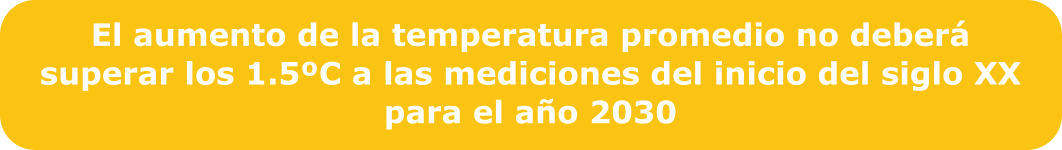 El aumento de la temperatura promedio no deberá
superar los 1.5ºC a las mediciones del inicio del siglo XX
para el año 2030